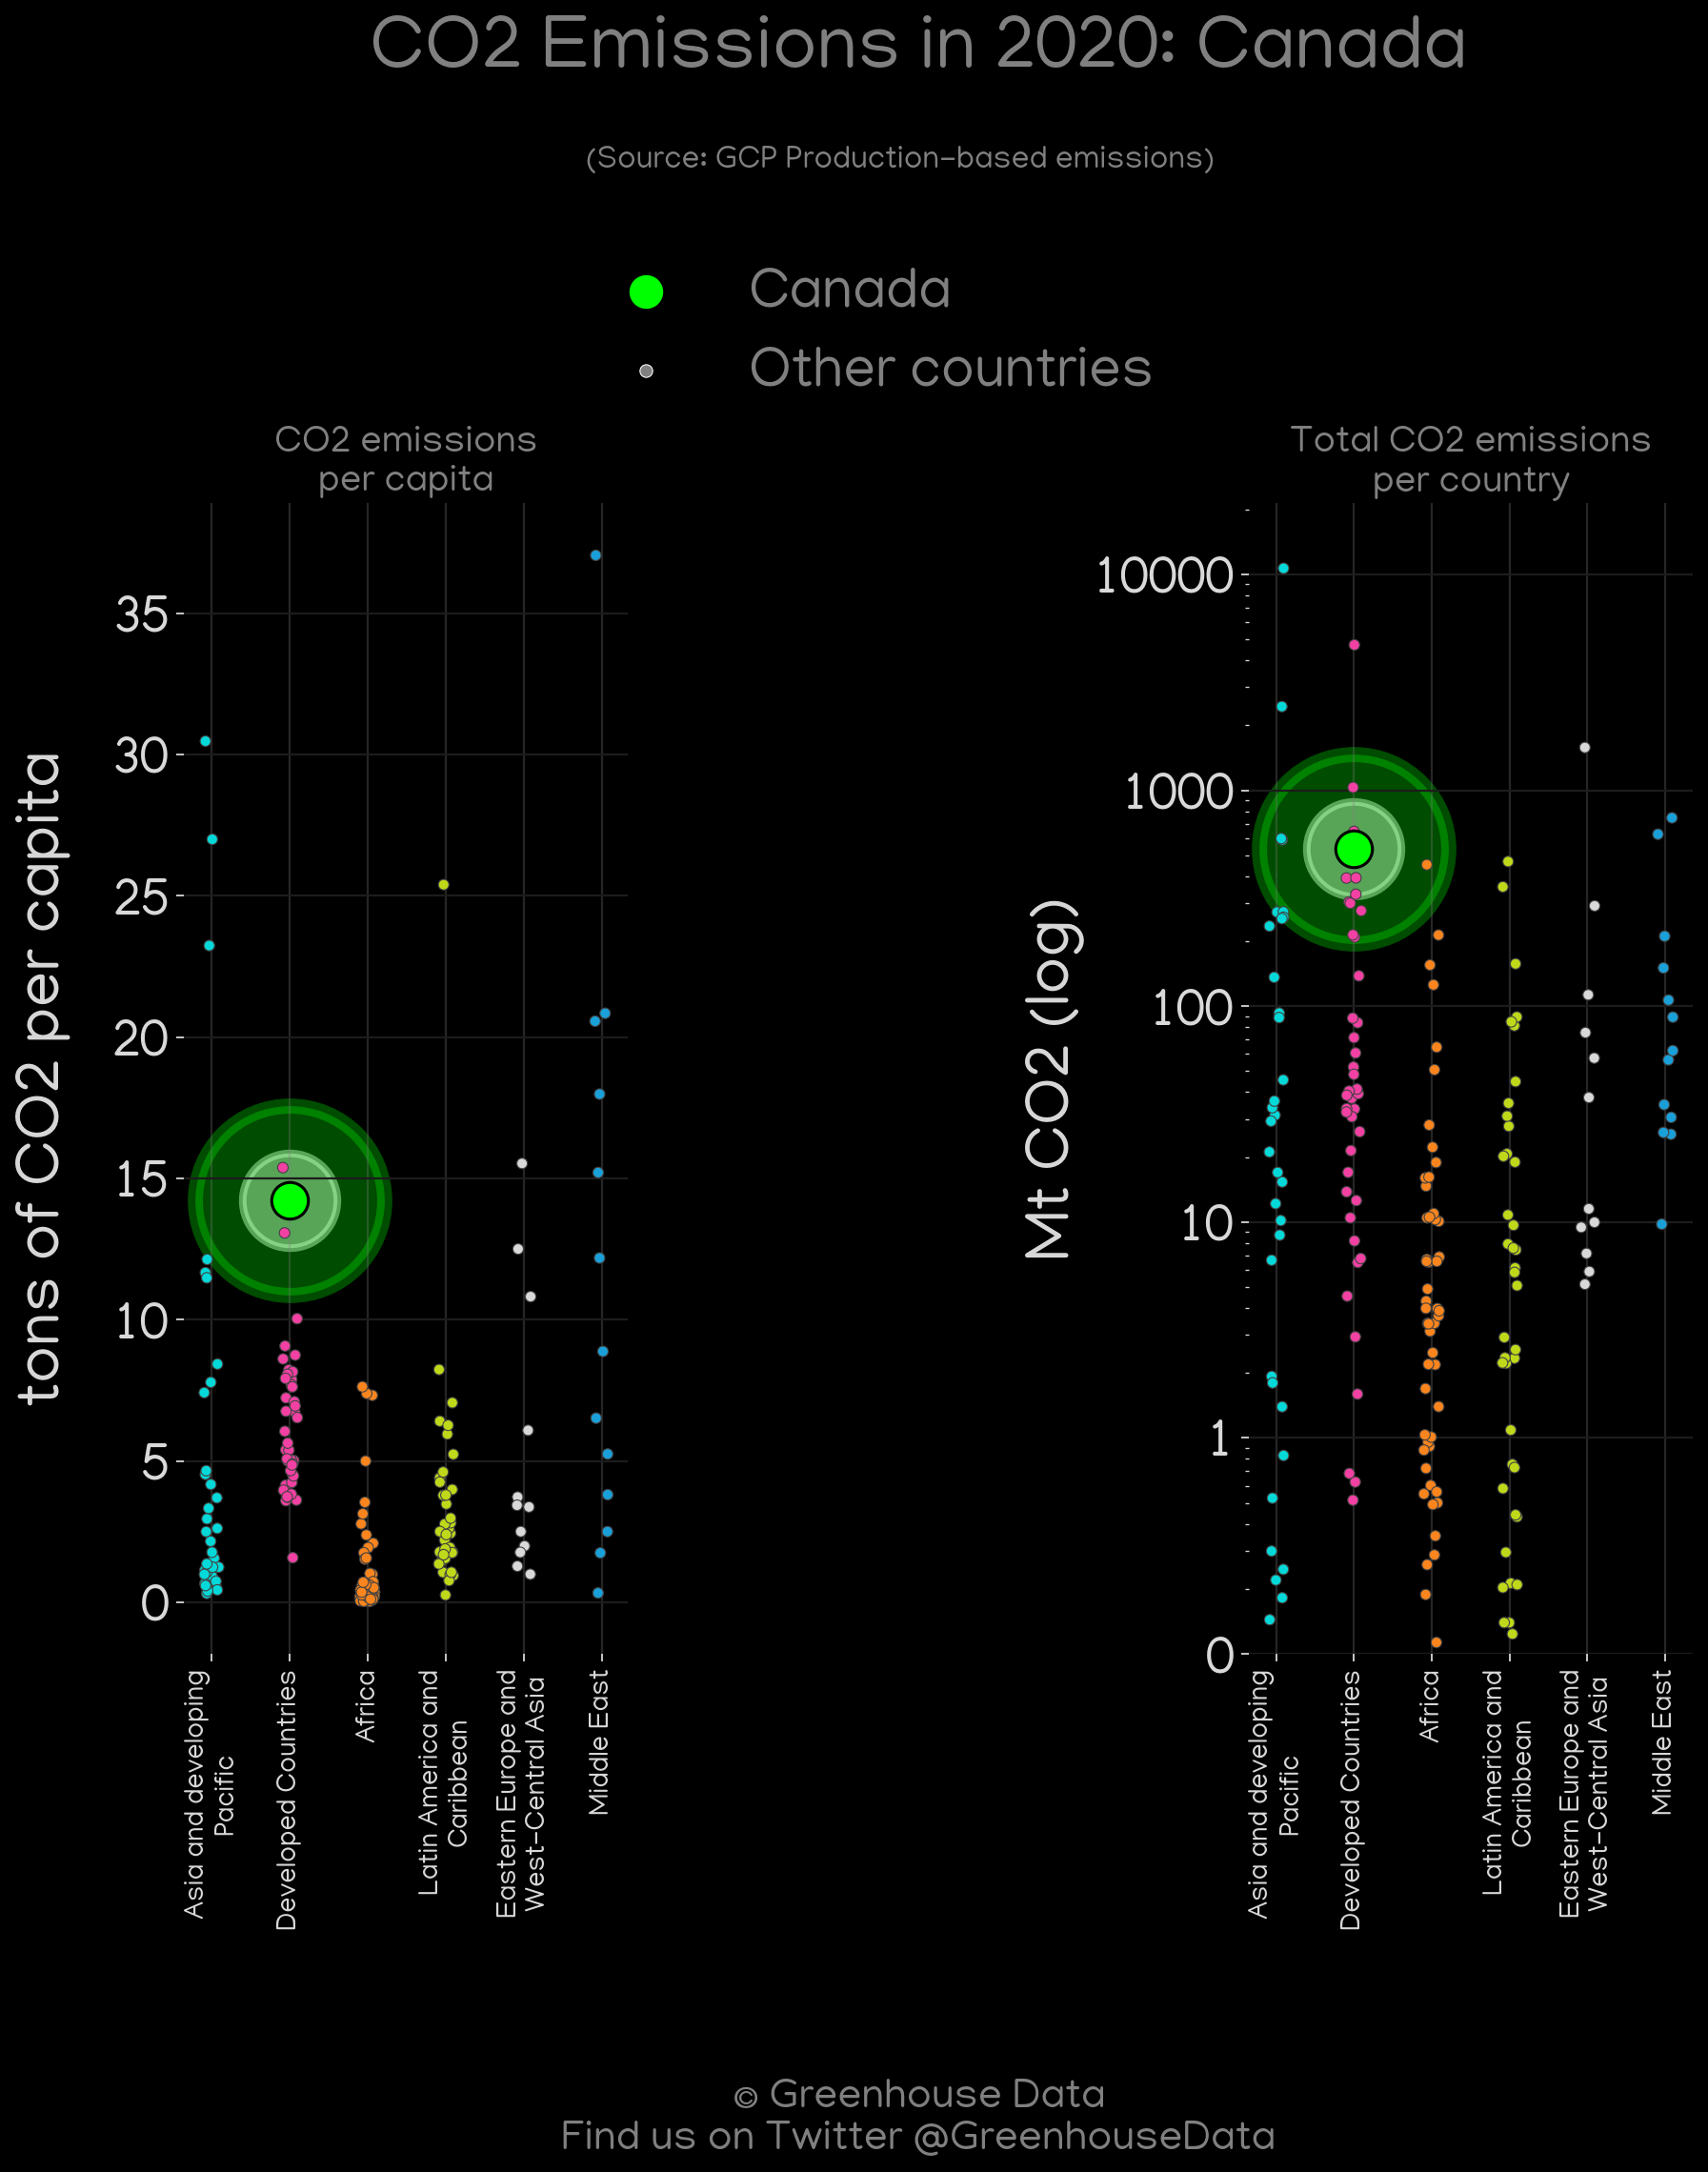 CO2 Emissions in 2020: Canada
(Source: GCP Production-based emissions)
Canada
Other countries
CO2 emissions
per capita
tons of CO2 per capita
35
30
25
20
15
10
5
0
Asia and developing
Pacific
Developed Countries
Africa
Latin America and
Caribbean
Eastern Europe and
West-Central Asia
Middle East
Total CO2 emissions
per country
Mt CO2 (log)
10000
1000
100
10
1
0
Asia and developing
Pacific
Developed Countries
Africa
Latin America and
Caribbean
Eastern Europe and
West-Central Asia
Middle East
© Greenhouse Data
Find us on Twitter @GreenhouseData